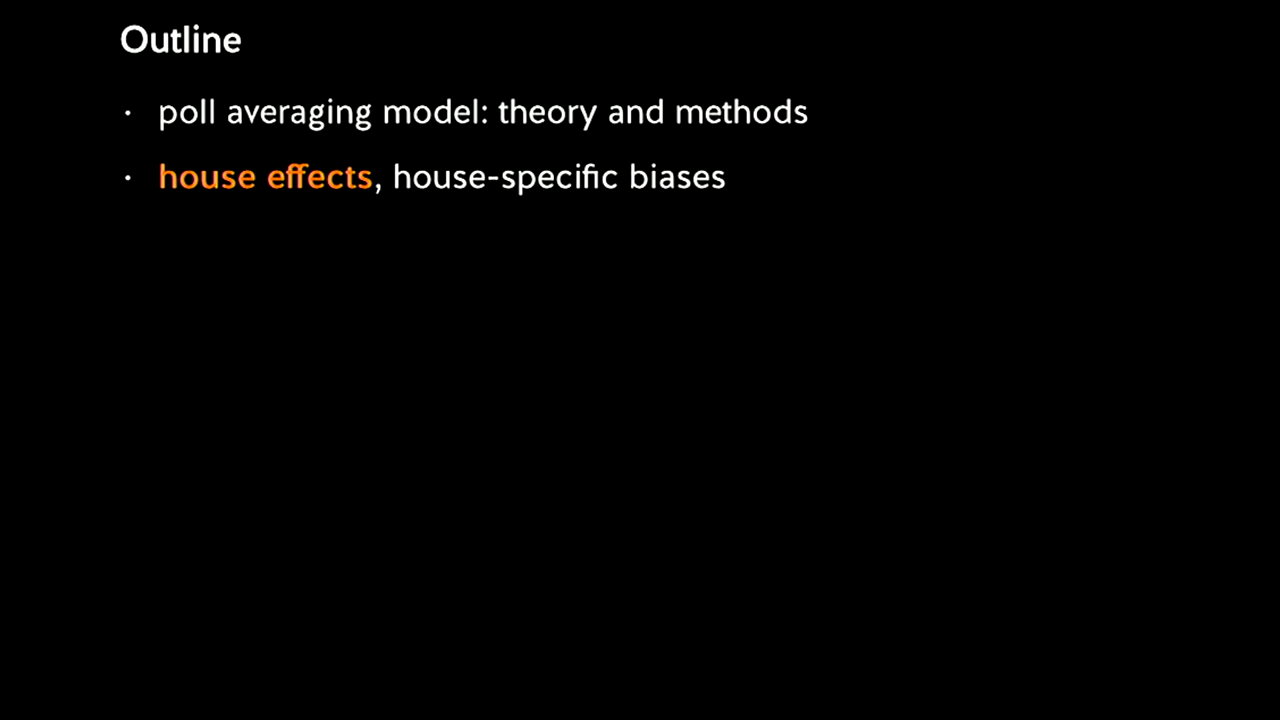 Outline
· poll averaging model: theory and methods
· house effects, house-specific biases